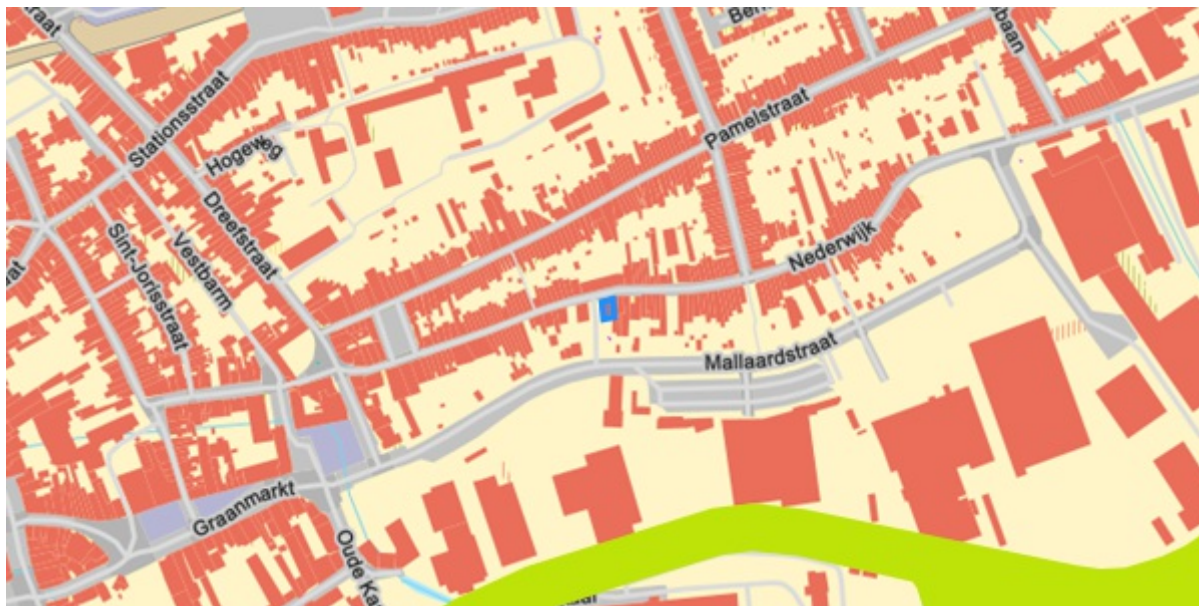 Stationsstraat
Hogeweg
Dreefstraat
Vestbarm
Sint-Jorisstraat
Pamelstraat
Nederwijk
Mallaardstraat
Graanmarkt